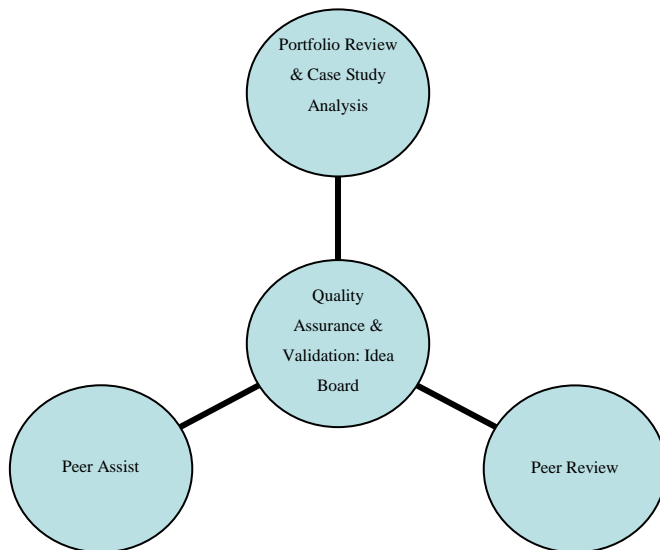 Portfolio Review
& Case Study
Analysis
Quality
Assurance &
Validation: Idea
Board
Peer Assist
Peer Review